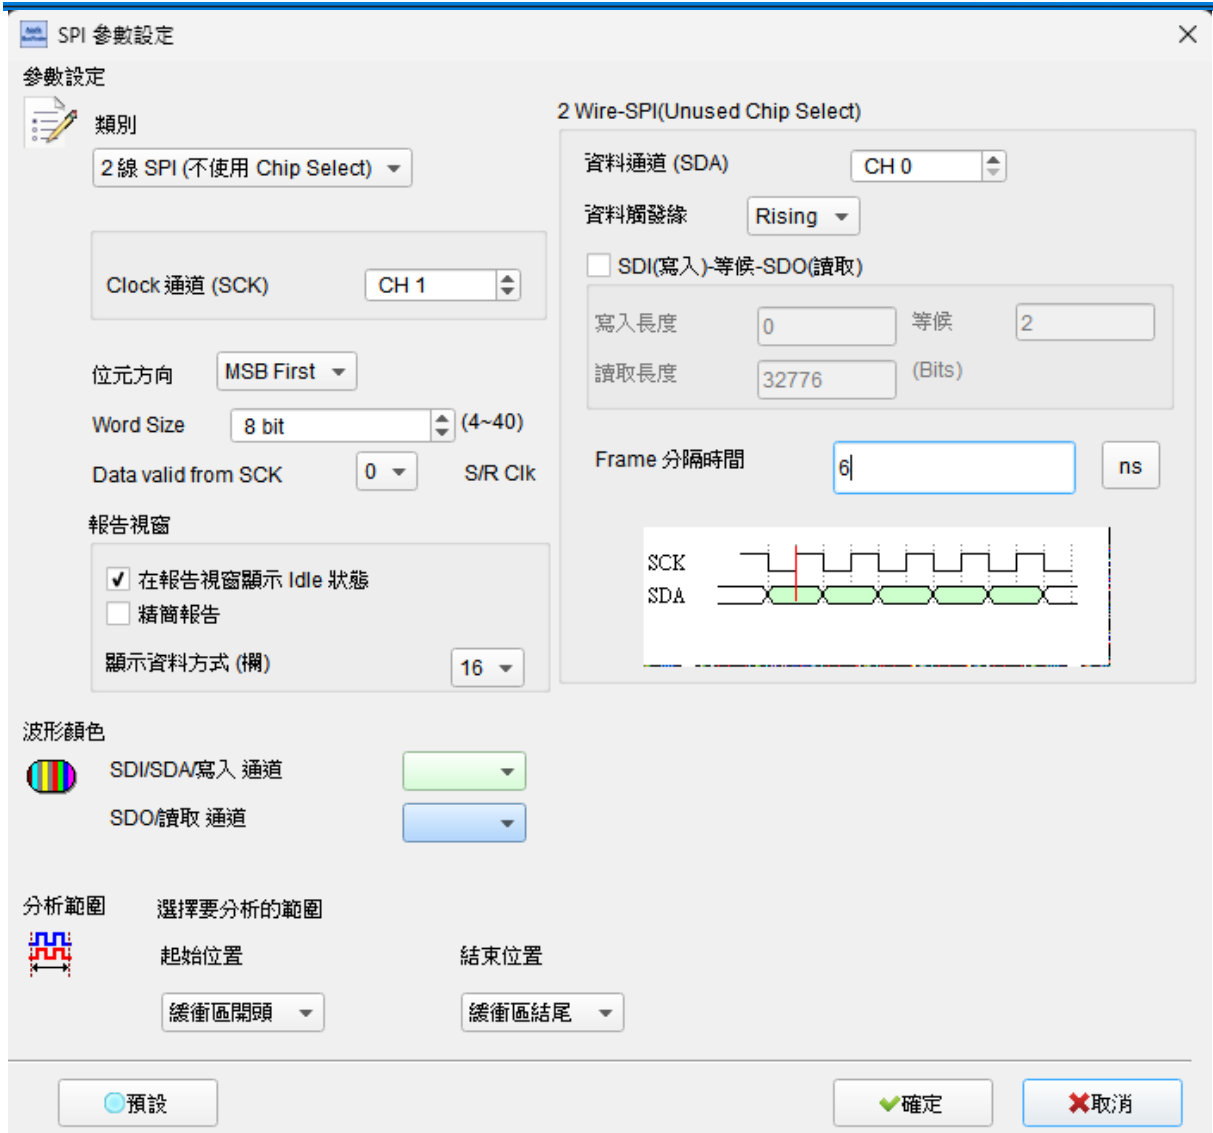 SPI 參數設定
參數設定
類別
2 線 SPI (不使用 Chip Select)
Clock 通道 (SCK) CH 1
位元方向 MSB First
Word Size 8 bit (4~40)
Data valid from SCK 0 S/R Clk
報告視窗
在報告視窗顯示 Idle 狀態
精簡報告
顯示資料方式 (欄) 16
2 Wire-SPI(Unused Chip Select)
資料通道 (SDA) CH 0
資料觸發緣 Rising
SDI(寫入)-等候-SDO(讀取)
寫入長度 0 等候 2
讀取長度 32776 (Bits)
Frame 分隔時間 6 ns
SCK
SDA
波形顏色
SDI/SDA/寫入 通道
SDO/讀取 通道
分析範圍 選擇要分析的範圍
起始位置 結束位置
緩衝區開頭 緩衝區結尾
預設 確定 取消